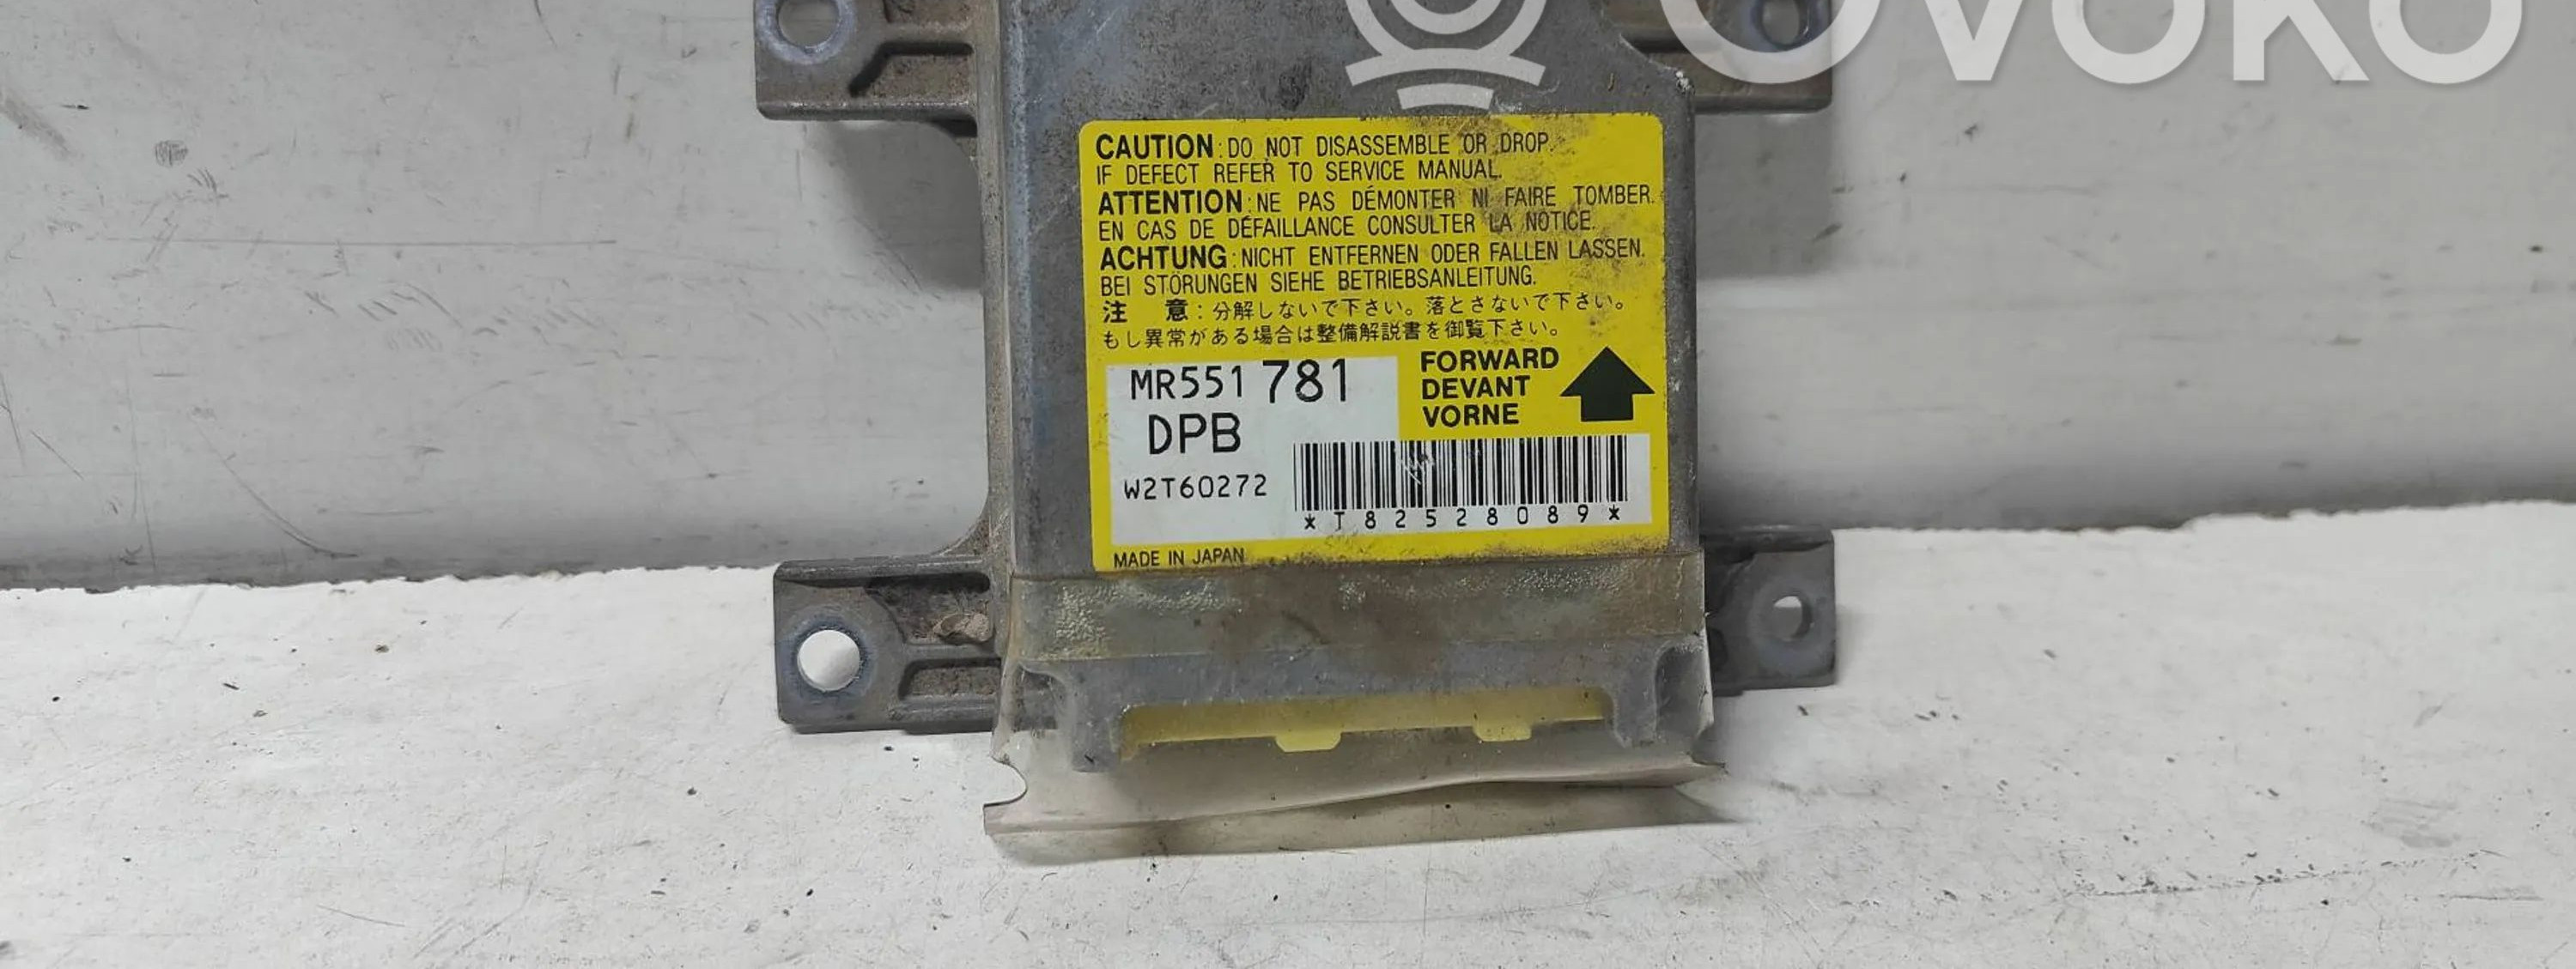 OVOKO
CAUTION:DO NOT DISASSEMBLE OR DROP.
IF DEFECT REFER TO SERVICE MANUAL.
ATTENTION:NE PAS DÉMONTER NI FAIRE TOMBER.
EN CAS DE DÉFAILLANCE CONSULTER LA NOTICE.
ACHTUNG:NICHT ENTFERNEN ODER FALLEN LASSEN.
BEI STÖRUNGEN SIEHE BETRIEBSANLEITUNG.
注 意:分解しないで下さい。落とさないで下さい。
もし異常がある場合は整備解説書を御覧下さい。
MR551 781
DPB
W2T60272
FORWARD
DEVANT
VORNE
*T82528089*
MADE IN JAPAN